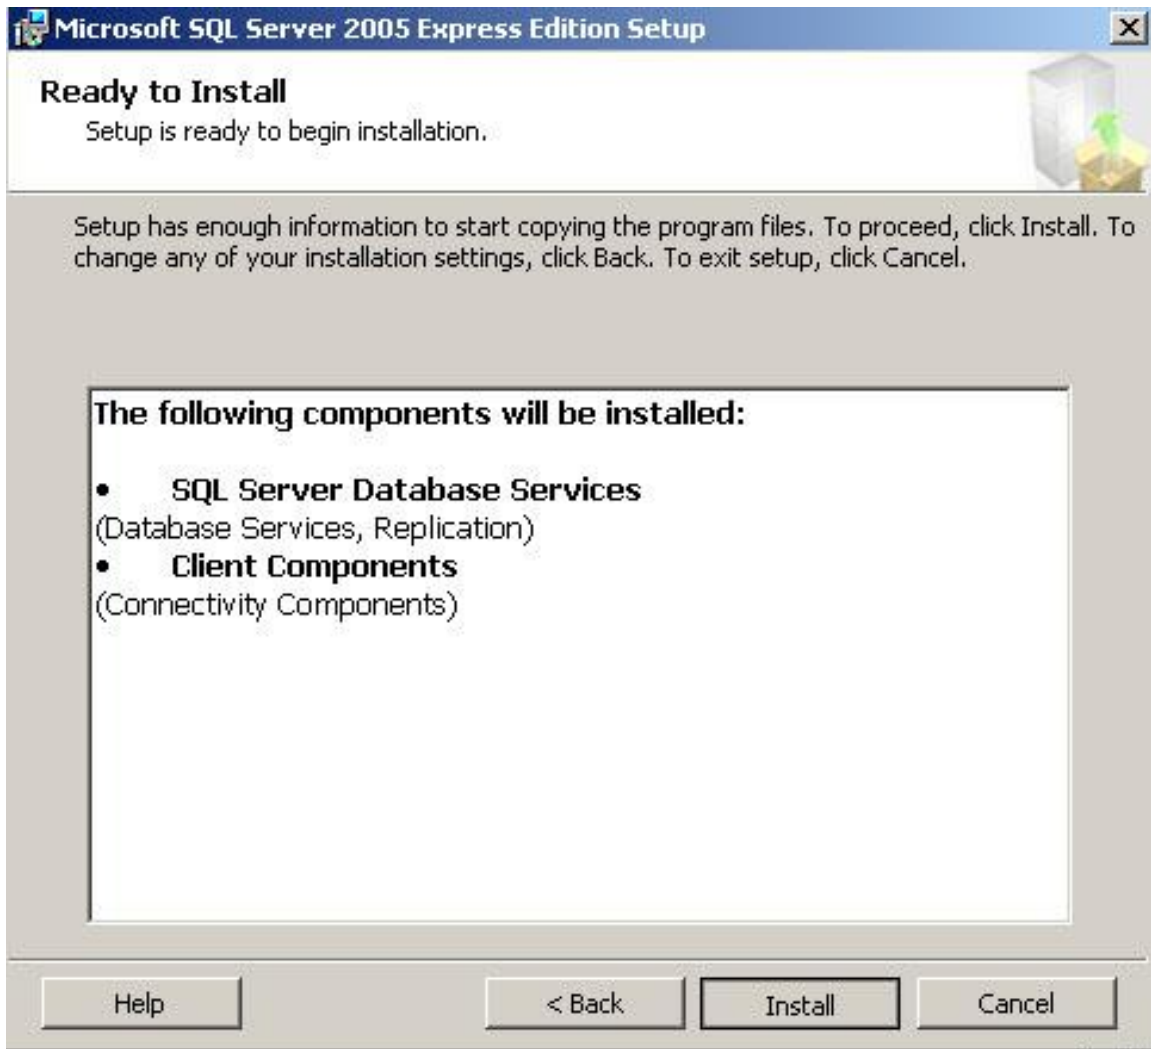 Microsoft SQL Server 2005 Express Edition Setup
Ready to Install
Setup is ready to begin installation.
Setup has enough information to start copying the program files. To proceed, click Install. To
change any of your installation settings, click Back. To exit setup, click Cancel.
The following components will be installed:
• SQL Server Database Services
(Database Services, Replication)
• Client Components
(Connectivity Components)
Help
< Back
Install
Cancel